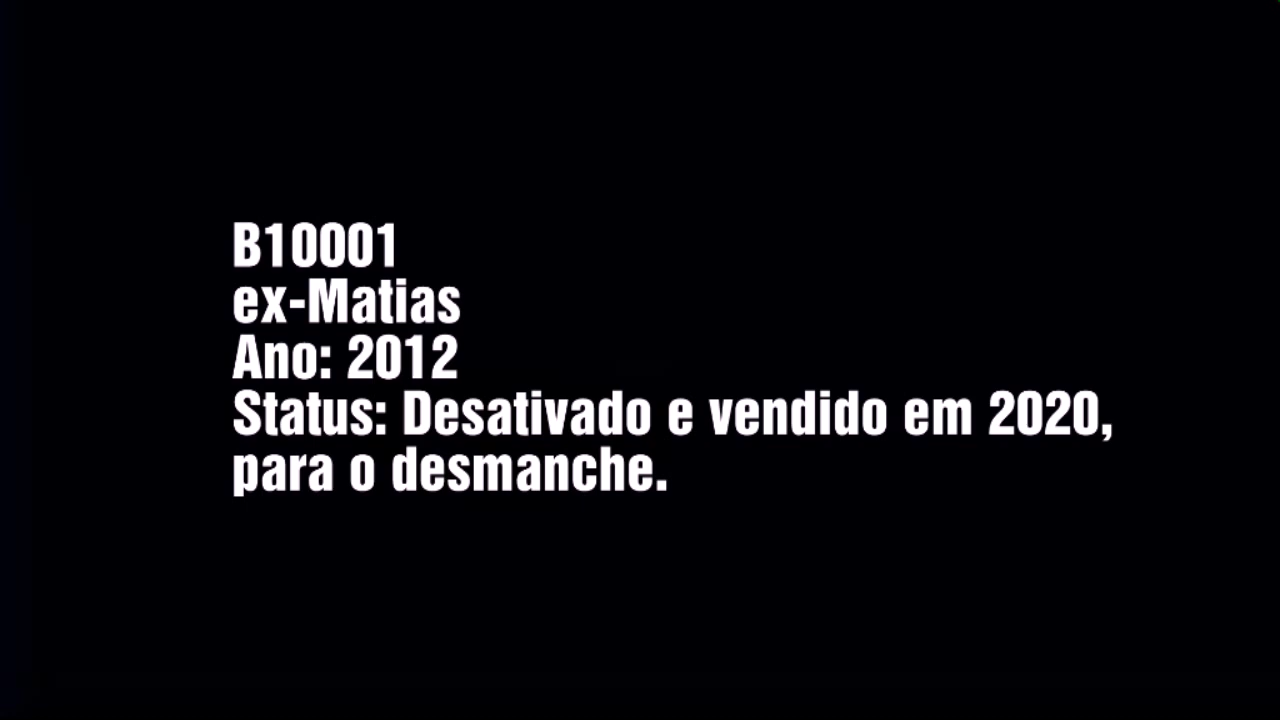 B10001
ex-Matias
Ano: 2012
Status: Desativado e vendido em 2020,
para o desmanche.